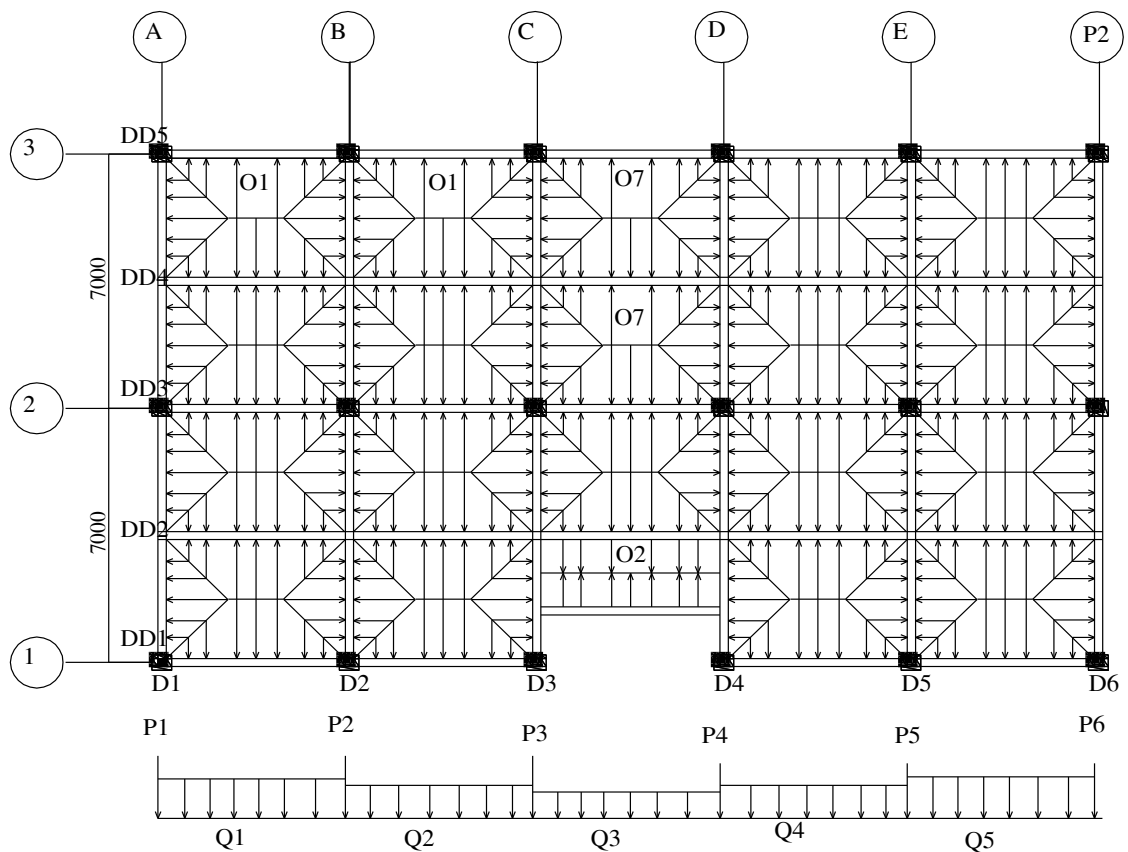 A B C D E P2
3
DD5
O1 O1 O7
7000
DD4
O7
DD3
2
7000
DD2
O2
DD1
1
D1 D2 D3 D4 D5 D6
P1 P2 P3 P4 P5 P6
Q1 Q2 Q3 Q4 Q5